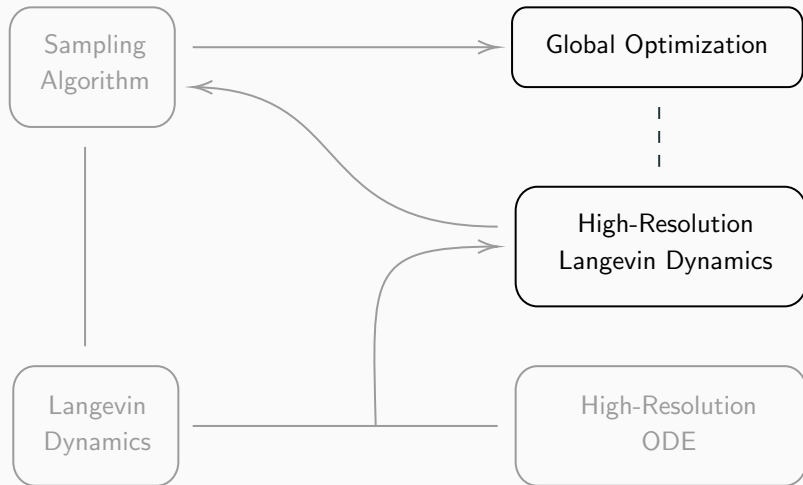 Sampling
Algorithm
Global Optimization
High-Resolution
Langevin Dynamics
Langevin
Dynamics
High-Resolution
ODE